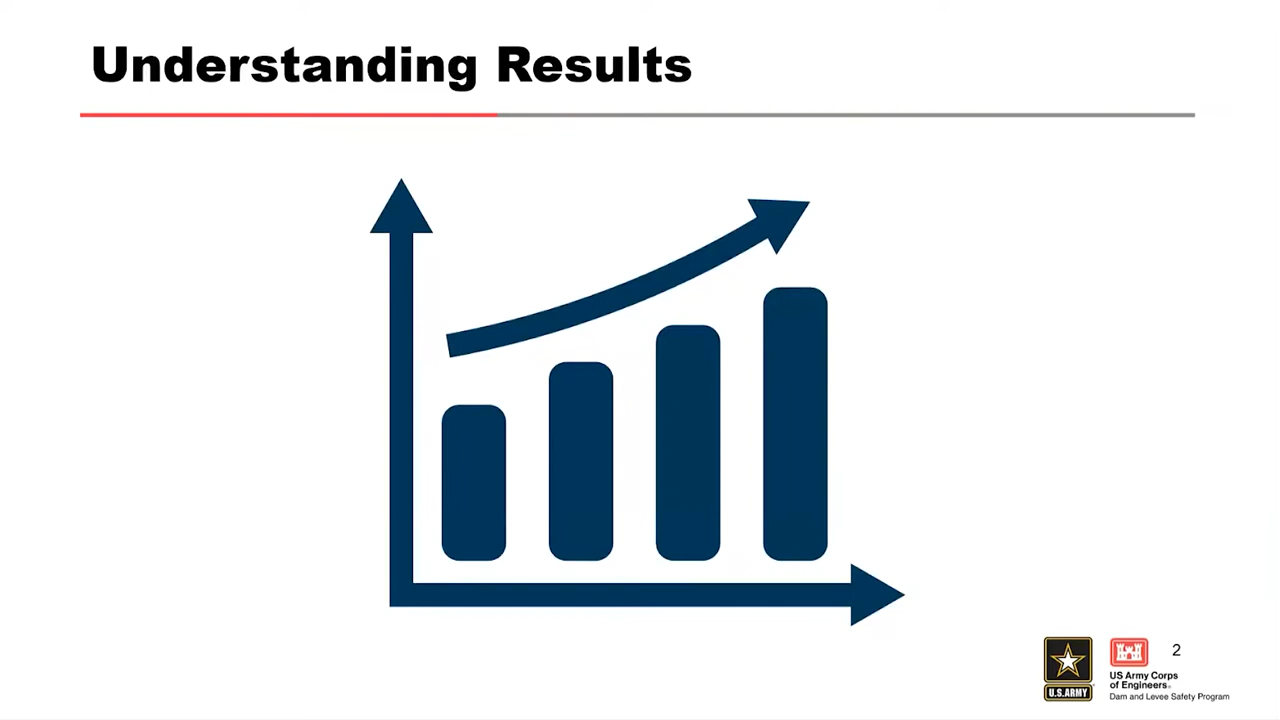 Understanding Results
2
U.S.ARMY
US Army Corps
of Engineers®
Dam and Levee Safety Program